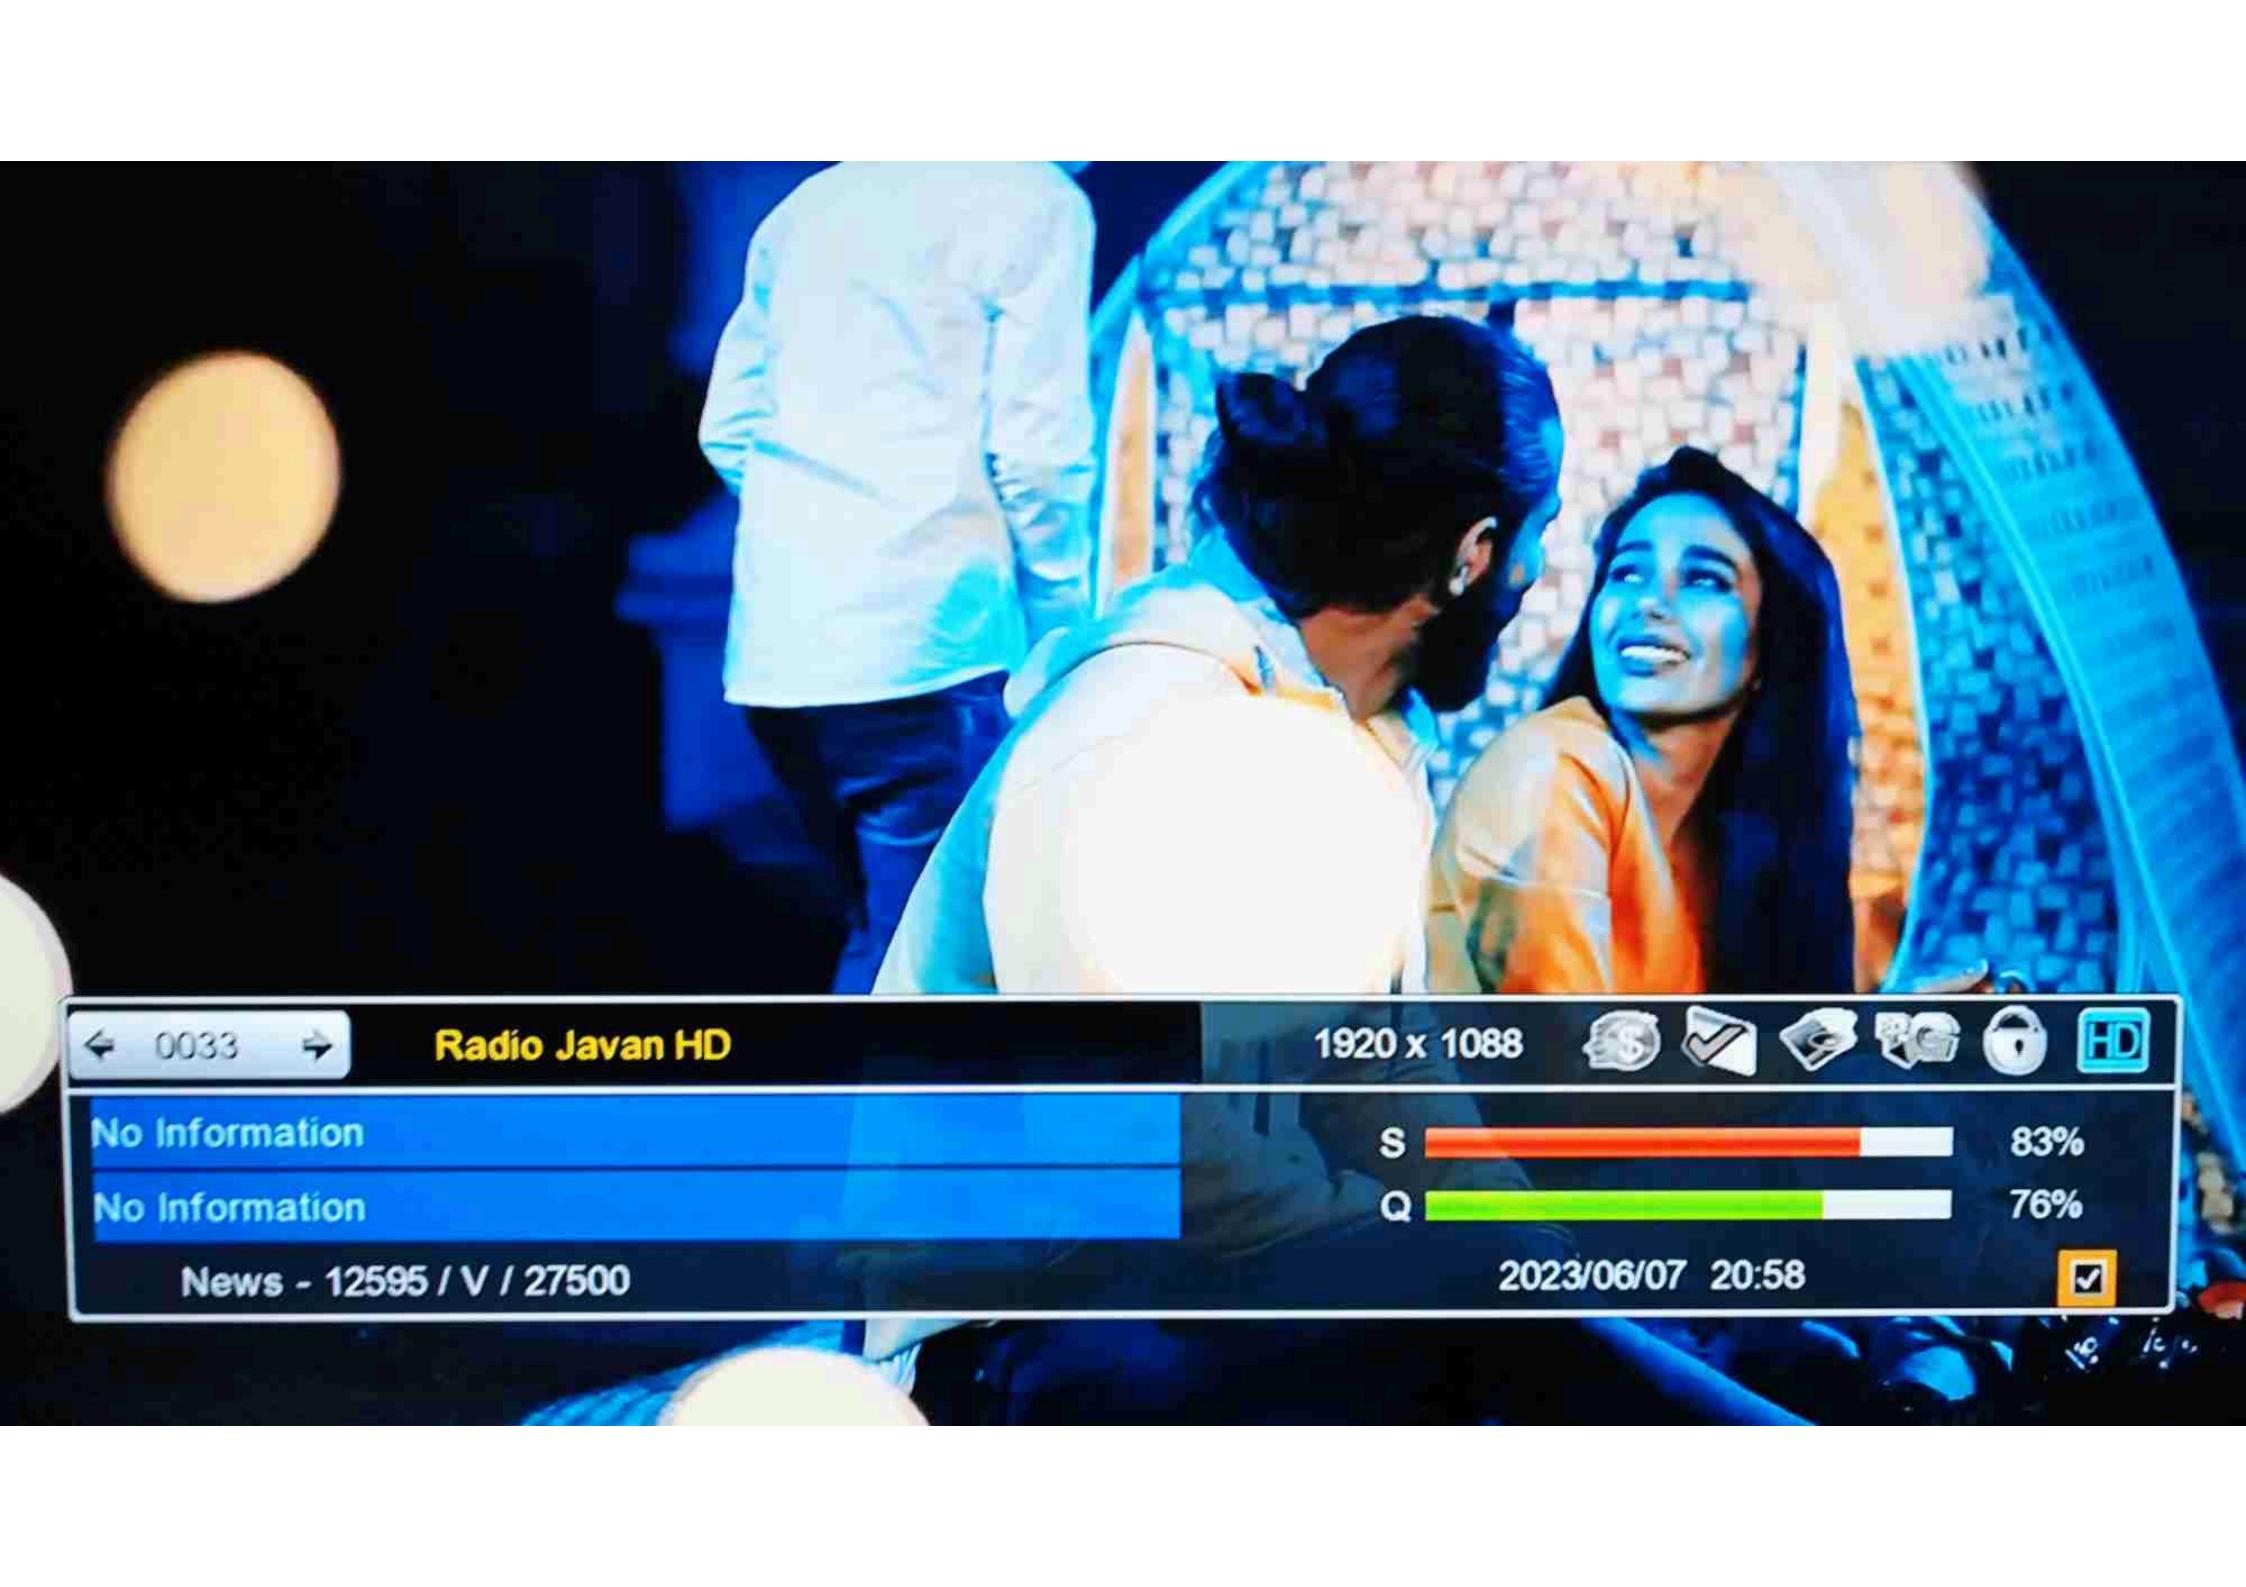 0033 Radio Javan HD 1920 x 1088 HD
No Information
S 83%
No Information
Q 76%
News - 12595 / V / 27500 2023/06/07 20:58